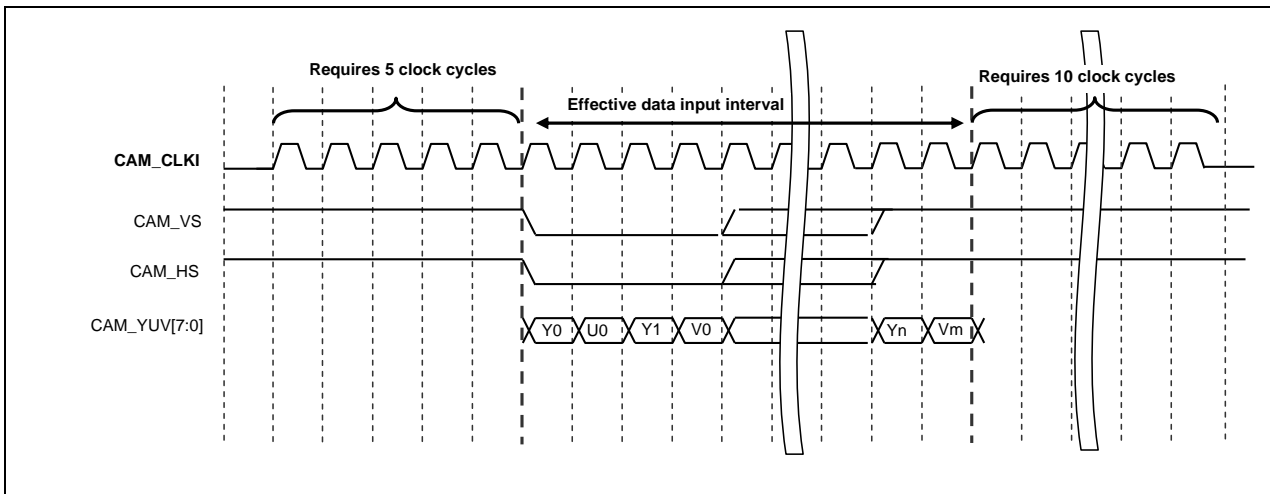 Requires 5 clock cycles
Requires 10 clock cycles
Effective data input interval
CAM_CLKI
CAM_VS
CAM_HS
CAM_YUV[7:0]
Y0 U0 Y1 V0 Yn Vm